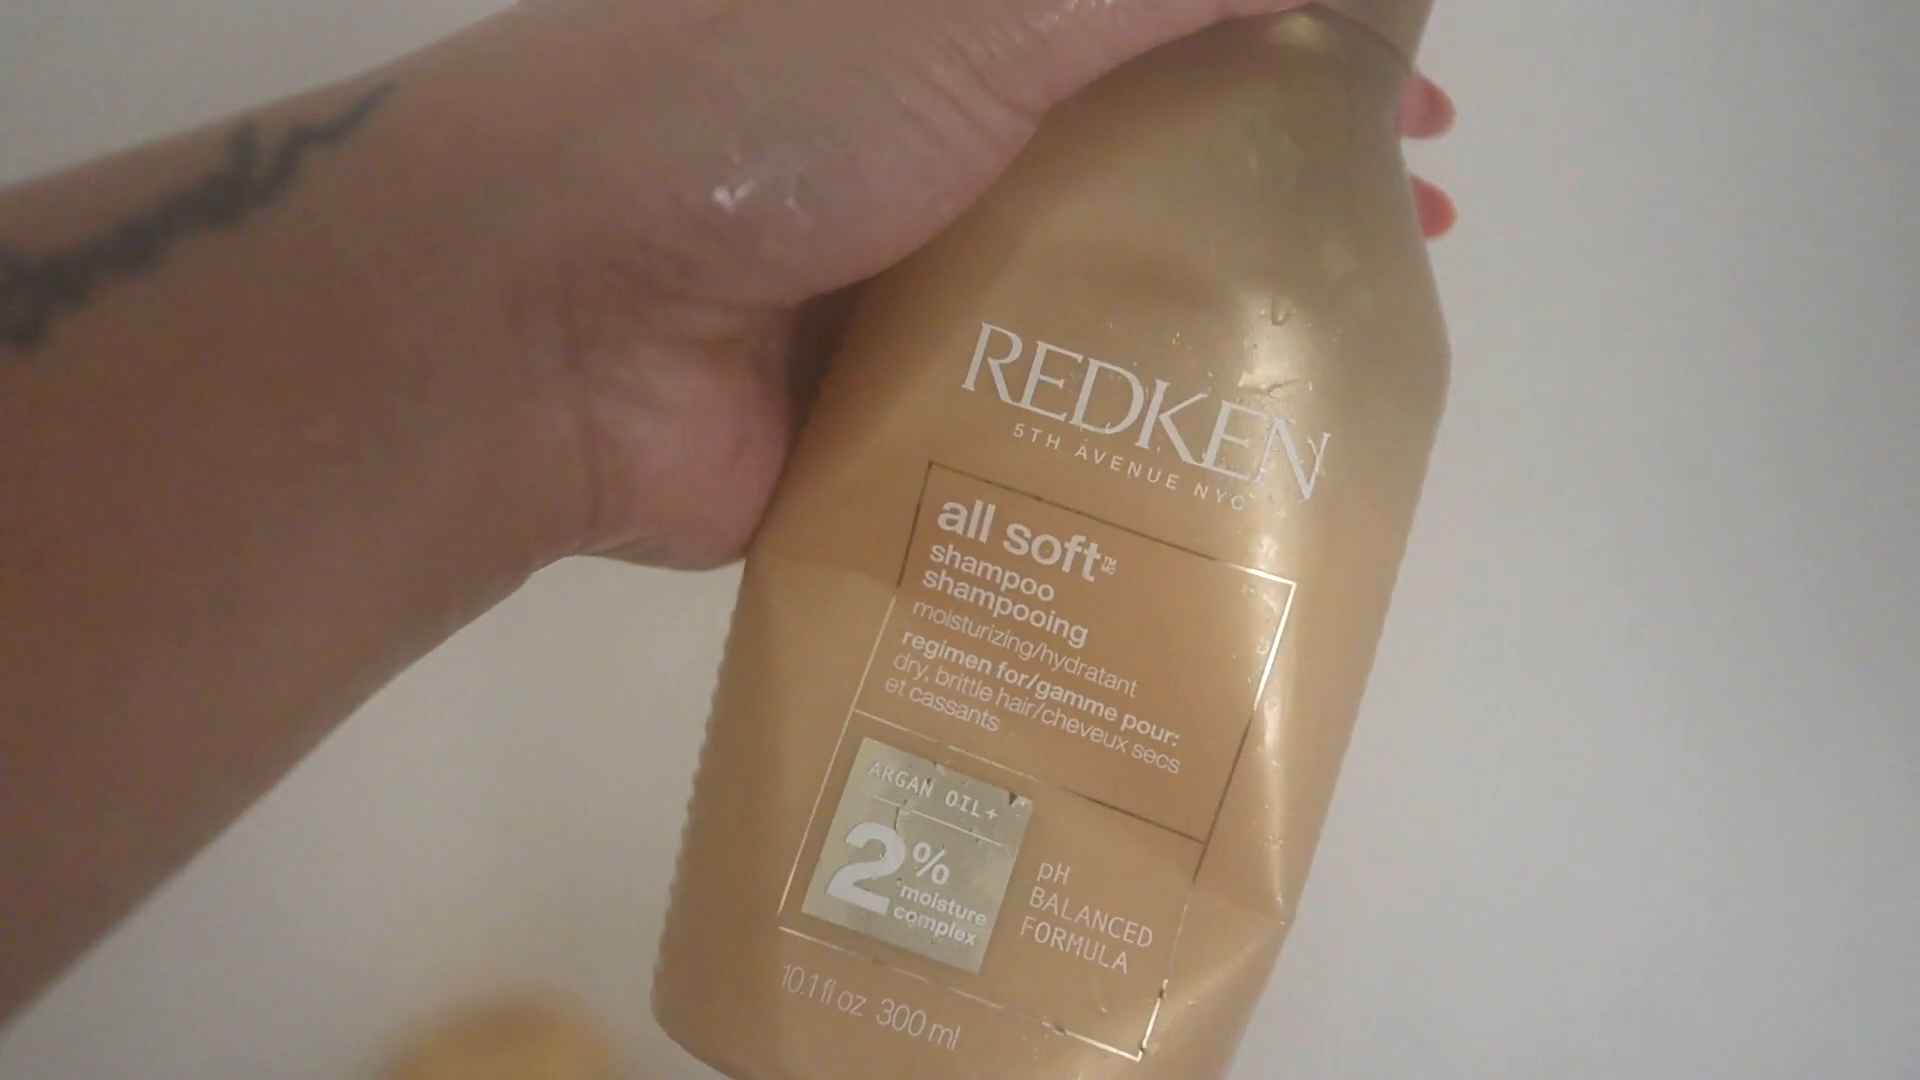 REDKEN
5TH AVENUE NYC
all soft™
shampoo
shampooing
moisturizing/hydratant
regimen for/gamme pour:
dry, brittle hair/cheveux secs
et cassants
ARGAN OIL+
2%
moisture
complex
pH
BALANCED
FORMULA
10.1 fl oz 300 ml